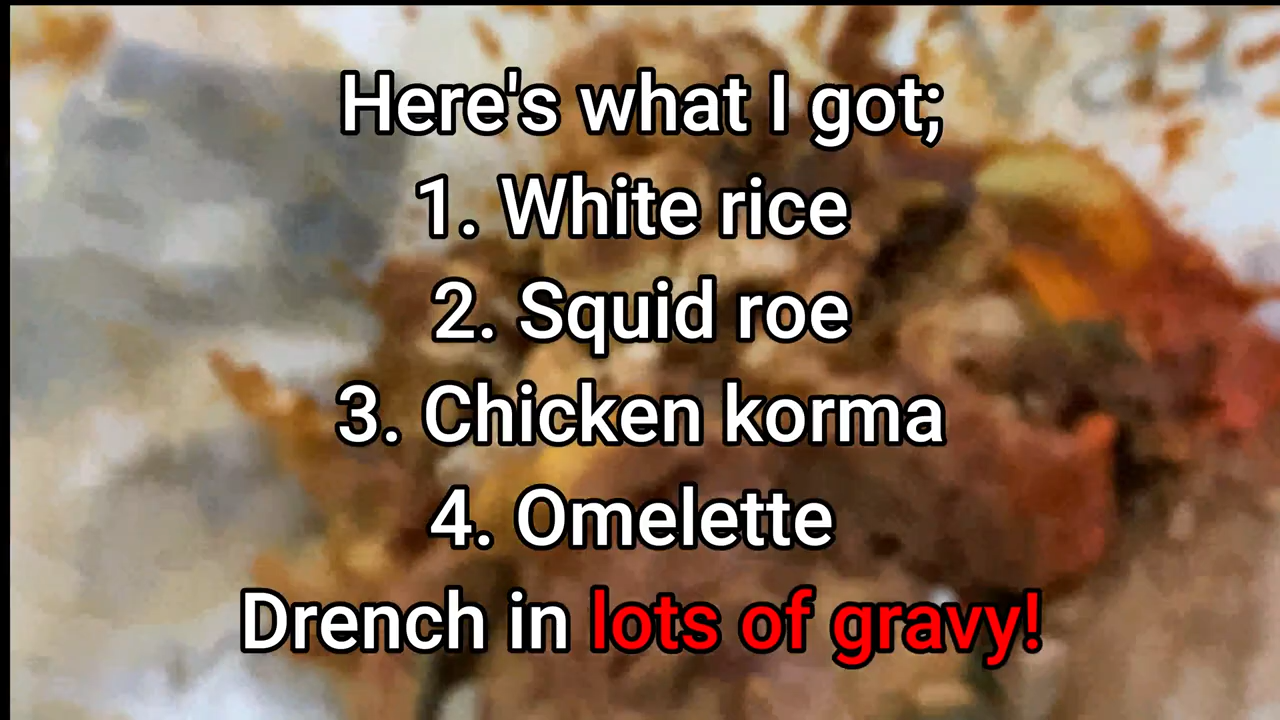 Here's what I got;
1. White rice
2. Squid roe
3. Chicken korma
4. Omelette
Drench in lots of gravy!